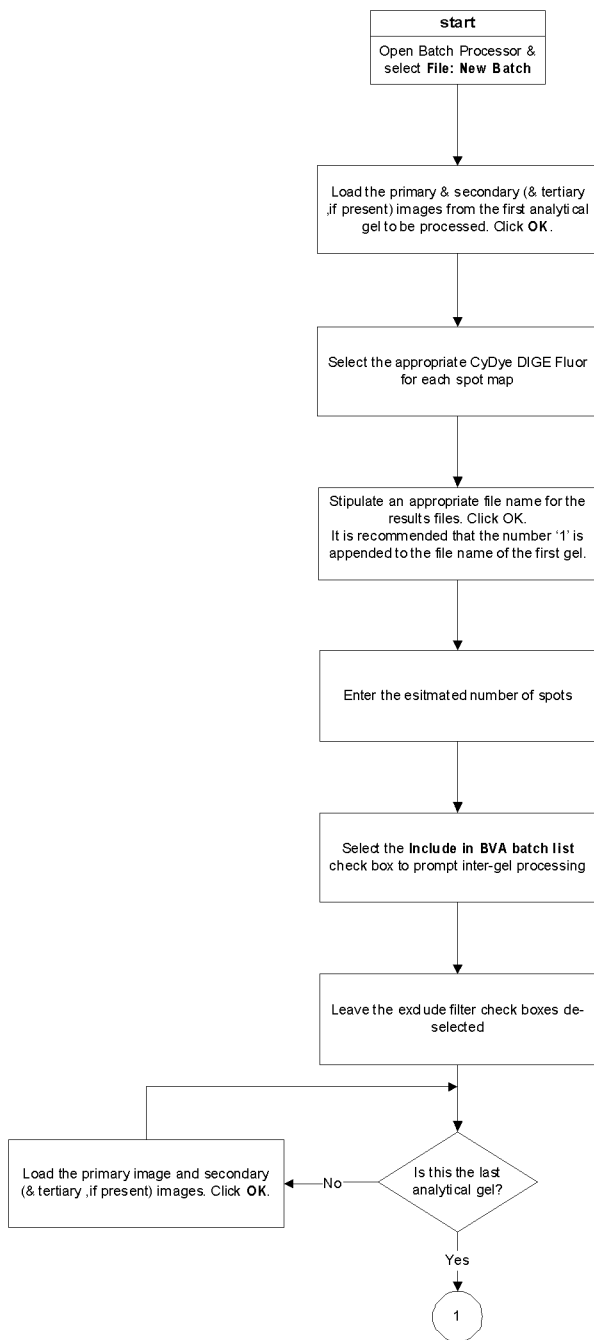 start
Open Batch Processor &
select File: New Batch
Load the primary & secondary (& tertiary
,if present) images from the first analytical
gel to be processed. Click OK.
Select the appropriate CyDye DIGE Fluor
for each spot map
Stipulate an appropriate file name for the
results files. Click OK.
It is recommended that the number ‘1’ is
appended to the file name of the first gel.
Enter the esitmated number of spots
Select the Include in BVA batch list
check box to prompt inter-gel processing
Leave the exclude filter check boxes de-
selected
Is this the last
analytical gel?
No
Load the primary image and secondary
(& tertiary ,if present) images. Click OK.
Yes
1